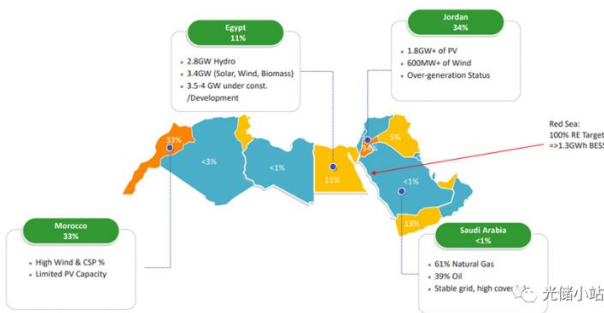 Egypt
11%
• 2.8GW Hydro
• 3.4GW (Solar, Wind, Biomass)
• 3.5-4 GW under const.
/Development
Jordan
34%
• 1.8GW+ of PV
• 600MW+ of Wind
• Over-generation Status
Red Sea:
100% RE Target
=>1.3GWh BESS
33%
<3%
<1%
11%
5%
<1%
13%
Morocco
33%
• High Wind & CSP %
• Limited PV Capacity
Saudi Arabia
<1%
• 61% Natural Gas
• 39% Oil
• Stable grid, high
光储小站